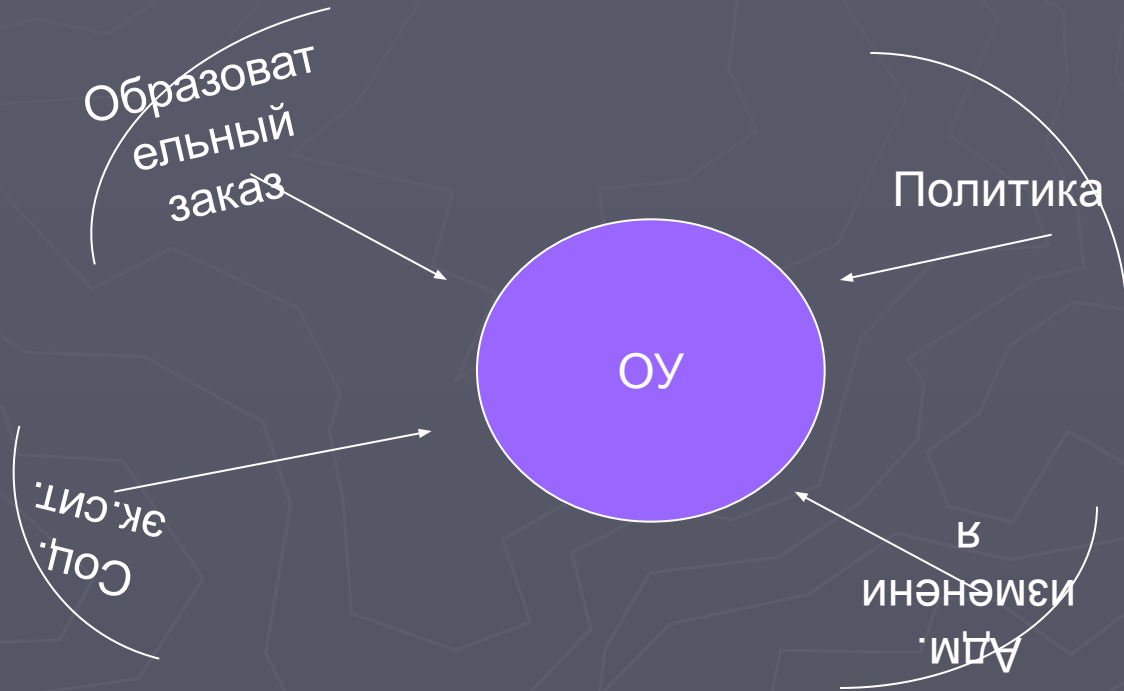 Образоват
ельный
заказ
Политика
ОУ
Соц.
эк.сит.
Адм.
изменени
я